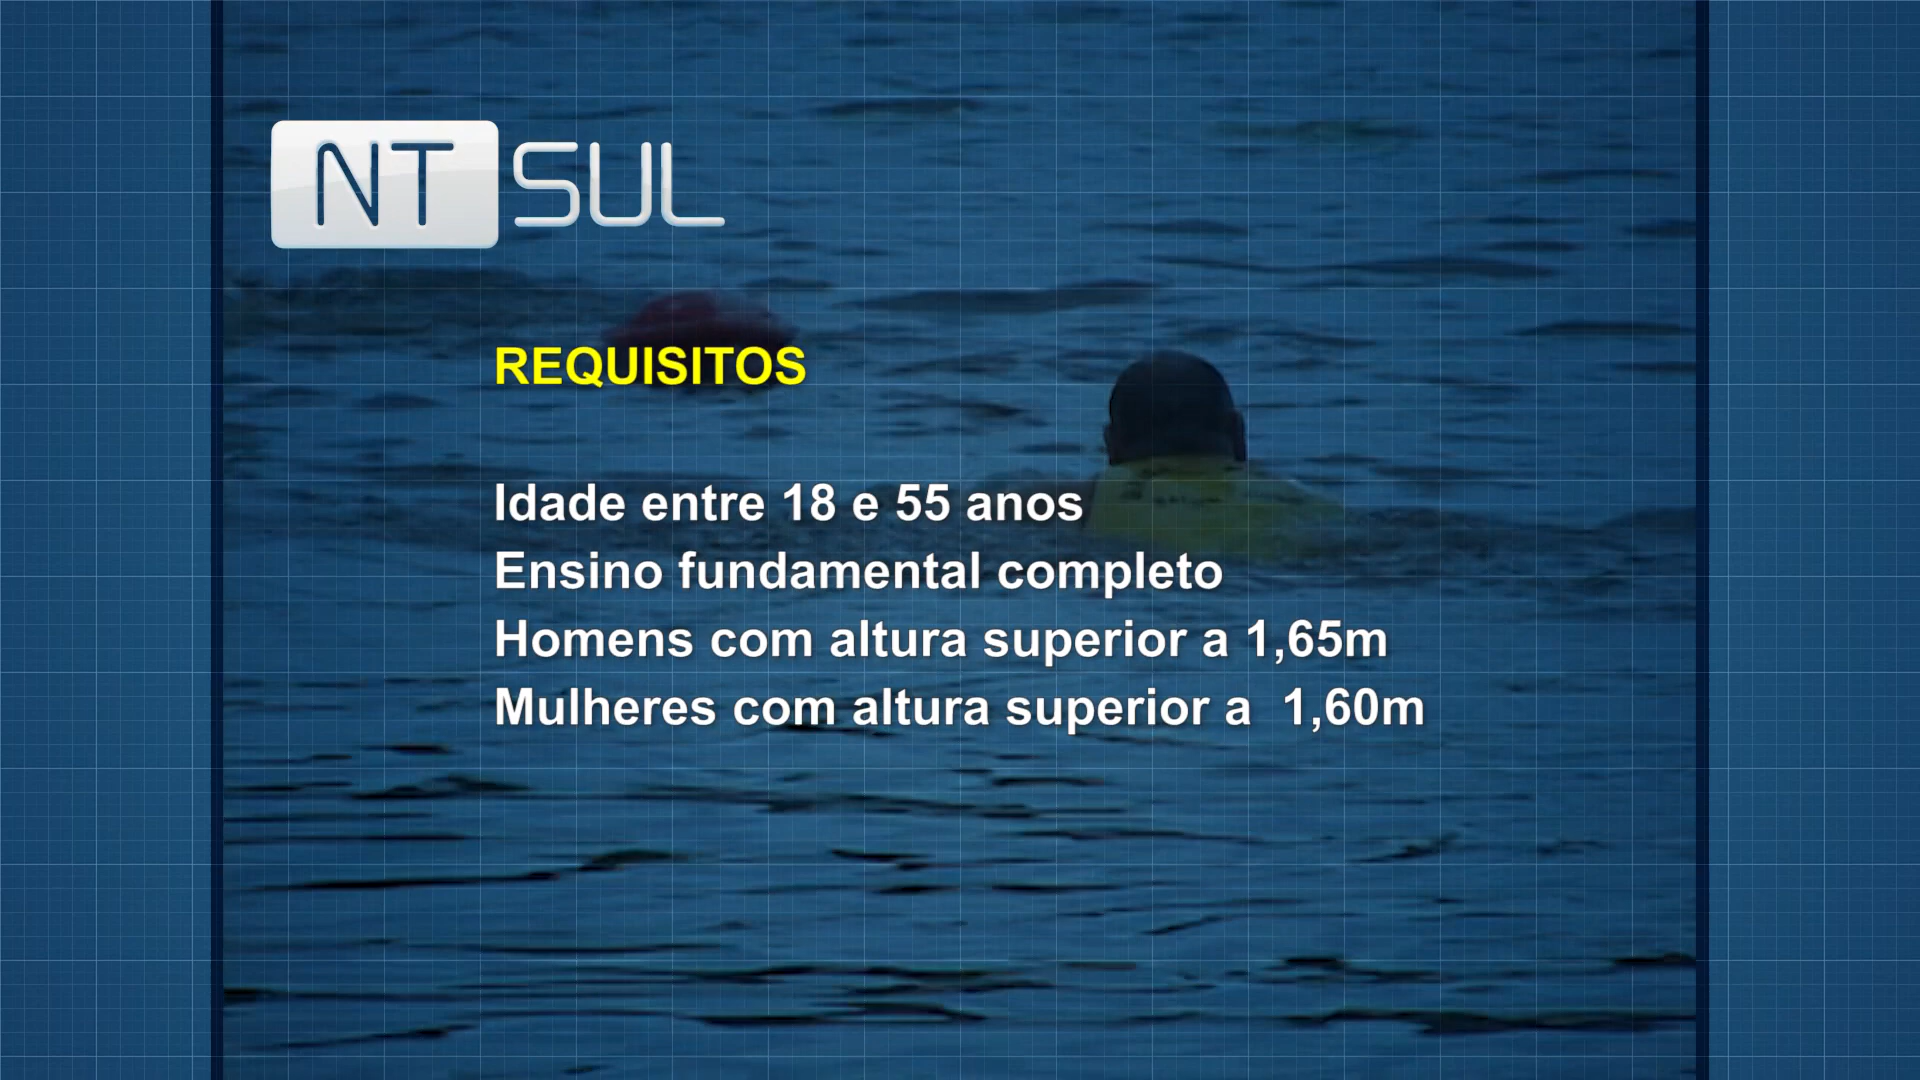 NT SUL
REQUISITOS
Idade entre 18 e 55 anos
Ensino fundamental completo
Homens com altura superior a 1,65m
Mulheres com altura superior a  1,60m